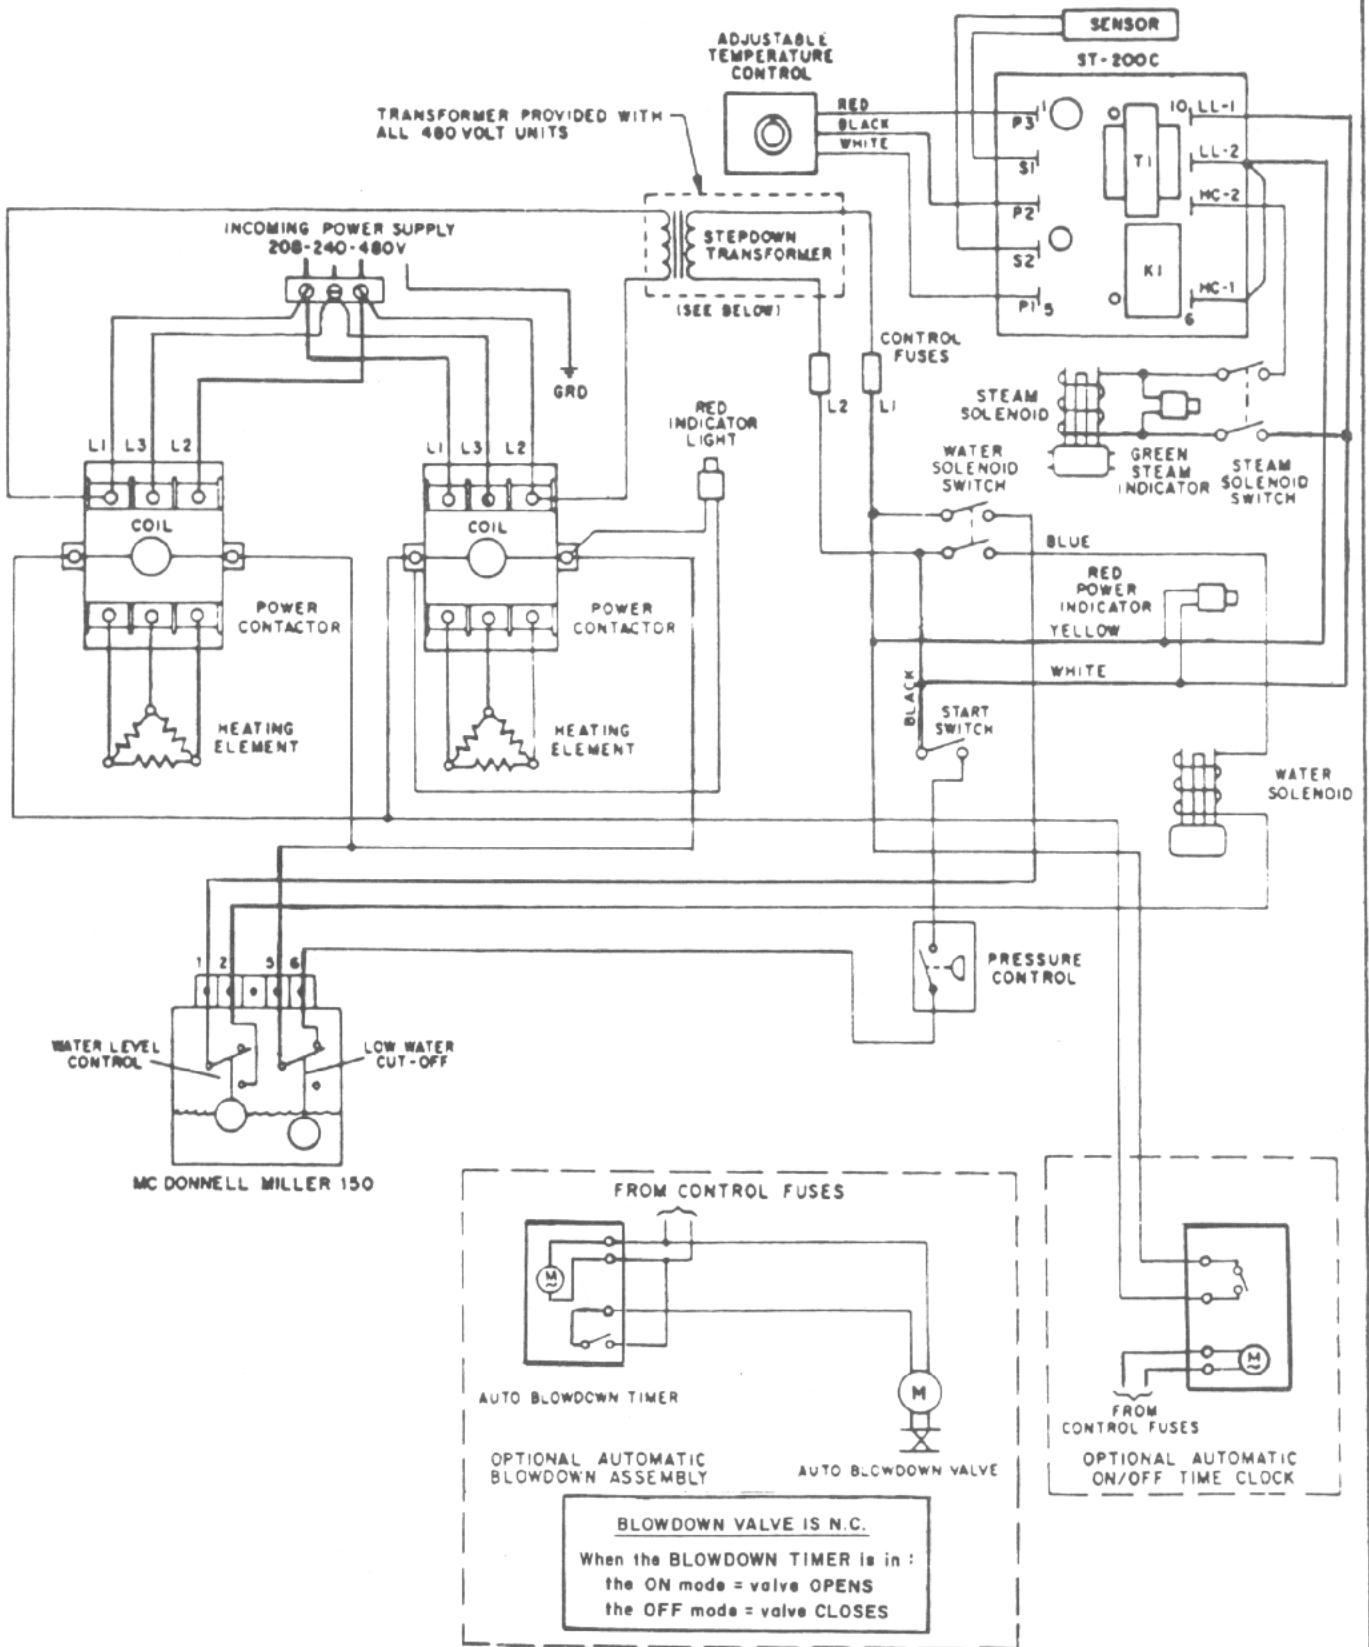 SENSOR
ST-200C
ADJUSTABLE
TEMPERATURE
CONTROL
TRANSFORMER PROVIDED WITH
ALL 480 VOLT UNITS
RED
BLACK
WHITE
1
P3
S1
P2
S2
P1 5
10 LL-1
LL-2
HC-2
HC-1
6
T1
K1
INCOMING POWER SUPPLY
208-240-480V
STEPDOWN
TRANSFORMER
(SEE BELOW)
GRD
CONTROL
FUSES
L2
L1
STEAM
SOLENOID
GREEN
STEAM
INDICATOR
STEAM
SOLENOID
SWITCH
RED
INDICATOR
LIGHT
WATER
SOLENOID
SWITCH
L1 L3 L2
L1 L3 L2
COIL
COIL
BLUE
RED
POWER
INDICATOR
YELLOW
WHITE
BLACK
POWER
CONTACTOR
POWER
CONTACTOR
START
SWITCH
HEATING
ELEMENT
HEATING
ELEMENT
WATER
SOLENOID
PRESSURE
CONTROL
1 2 5 6
WATER LEVEL
CONTROL
LOW WATER
CUT-OFF
MC DONNELL MILLER 150
FROM CONTROL FUSES
M
M
AUTO BLOWDOWN TIMER
OPTIONAL AUTOMATIC
BLOWDOWN ASSEMBLY
AUTO BLOWDOWN VALVE
BLOWDOWN VALVE IS N.C.
When the BLOWDOWN TIMER is in :
the ON mode = valve OPENS
the OFF mode = valve CLOSES
M
FROM
CONTROL FUSES
OPTIONAL AUTOMATIC
ON/OFF TIME CLOCK